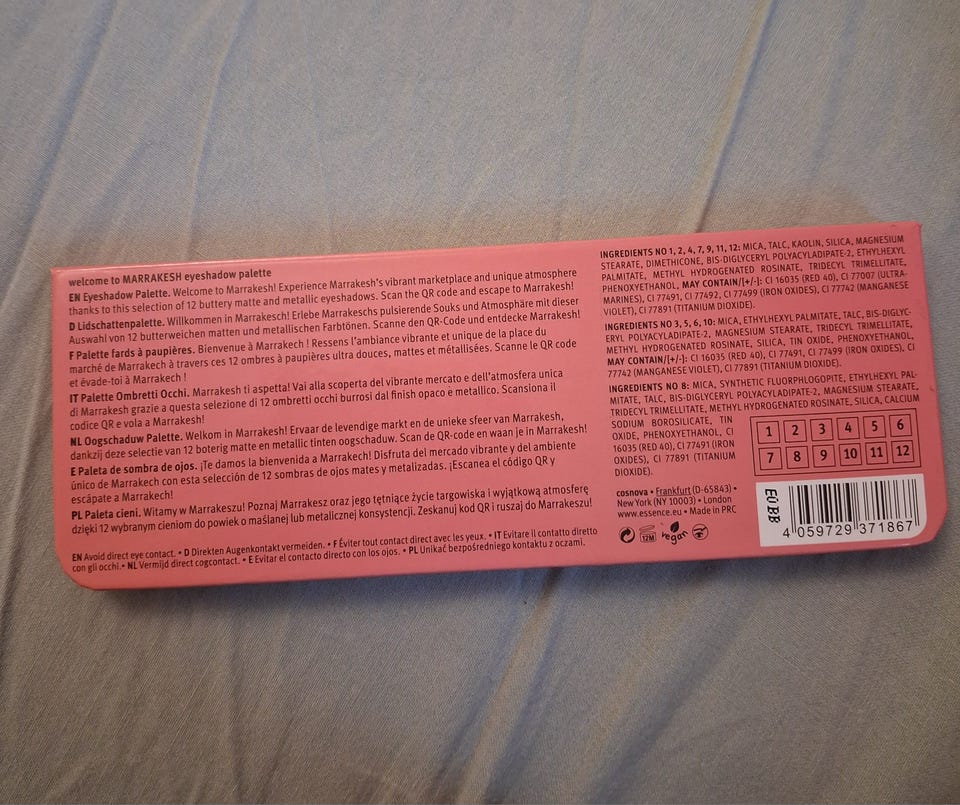 welcome to MARRAKESH eyeshadow palette
EN Eyeshadow Palette. Welcome to Marrakesh! Experience Marrakesh's vibrant marketplace and unique atmosphere
thanks to this selection of 12 buttery matte and metallic eyeshadows. Scan the QR code and escape to Marrakesh!
D Lidschattenpalette. Willkommen in Marrakesch! Erlebe Marrakeschs pulsierende Souks und Atmosphäre mit dieser
Auswahl von 12 butterweichen matten und metallischen Farbtönen. Scanne den QR-Code und entdecke Marrakesh!
F Palette fards à paupières. Bienvenue à Marrakech ! Ressens l'ambiance vibrante et unique de la place du
marché de Marrakech à travers ces 12 ombres à paupières ultra douces, mattes et métallisées. Scanne le QR code
et évade-toi à Marrakech !
IT Palette Ombretti Occhi. Marrakesh ti aspetta! Vai alla scoperta del vibrante mercato e dell'atmosfera unica
di Marrakesh grazie a questa selezione di 12 ombretti occhi burrosi dal finish opaco e metallico. Scansiona il
codice QR e vola a Marrakesh!
NL Oogschaduw Palette. Welkom in Marrakesh! Ervaar de levendige markt en de unieke sfeer van Marrakesh,
dankzij deze selectie van 12 boterig matte en metallic tinten oogschaduw. Scan de QR-code en waan je in Marrakesh!
E Paleta de sombra de ojos. ¡Te damos la bienvenida a Marrakech! Disfruta del mercado vibrante y del ambiente
único de Marrakech con esta selección de 12 sombras de ojos mates y metalizadas. ¡Escanea el código QR y
escápate a Marrakech!
PL Paleta cieni. Witamy w Marrakeszu! Poznaj Marrakesz oraz jego tętniące życie targowiska i wyjątkową atmosferę
dzięki 12 wybranym cieniom do powiek o maślanej lub metalicznej konsystencji. Zeskanuj kod QR i ruszaj do Marrakeszu!
EN Avoid direct eye contact. • D Direkten Augenkontakt vermeiden. • F Éviter tout contact direct avec les yeux. • IT Evitare il contatto diretto
con gli occhi.• NL Vermijd direct oogcontact. • E Evitar el contacto directo con los ojos. • PL Unikać bezpośredniego kontaktu z oczami.
INGREDIENTS NO 1, 2, 4, 7, 9, 11, 12: MICA, TALC, KAOLIN, SILICA, MAGNESIUM
STEARATE, DIMETHICONE, BIS-DIGLYCERYL POLYACYLADIPATE-2, ETHYLHEXYL
PALMITATE, METHYL HYDROGENATED ROSINATE, TRIDECYL TRIMELLITATE,
PHENOXYETHANOL, MAY CONTAIN/[+/-]: CI 16035 (RED 40), CI 77007 (ULTRA-
MARINES), CI 77491, CI 77492, CI 77499 (IRON OXIDES), CI 77742 (MANGANESE
VIOLET), CI 77891 (TITANIUM DIOXIDE).
INGREDIENTS NO 3, 5, 6, 10: MICA, ETHYLHEXYL PALMITATE, TALC, BIS-DIGLYC-
ERYL POLYACYLADIPATE-2, MAGNESIUM STEARATE, TRIDECYL TRIMELLITATE,
METHYL HYDROGENATED ROSINATE, SILICA, TIN OXIDE, PHENOXYETHANOL,
MAY CONTAIN/[+/-]: CI 16035 (RED 40), CI 77491, CI 77499 (IRON OXIDES), CI
77742 (MANGANESE VIOLET), CI 77891 (TITANIUM DIOXIDE).
INGREDIENTS NO 8: MICA, SYNTHETIC FLUORPHLOGOPITE, ETHYLHEXYL PAL-
MITATE, TALC, BIS-DIGLYCERYL POLYACYLADIPATE-2, MAGNESIUM STEARATE,
TRIDECYL TRIMELLITATE, METHYL HYDROGENATED ROSINATE, SILICA, CALCIUM
SODIUM BOROSILICATE, TIN
OXIDE, PHENOXYETHANOL, CI
16035 (RED 40), CI 77491 (IRON
OXIDES), CI 77891 (TITANIUM
DIOXIDE).
1 2 3 4 5 6
7 8 9 10 11 12
cosnova • Frankfurt (D-65843) •
New York (NY 10003) • London
www.essence.eu • Made in PRC
12M vegan
EUBB
4 059729 371867